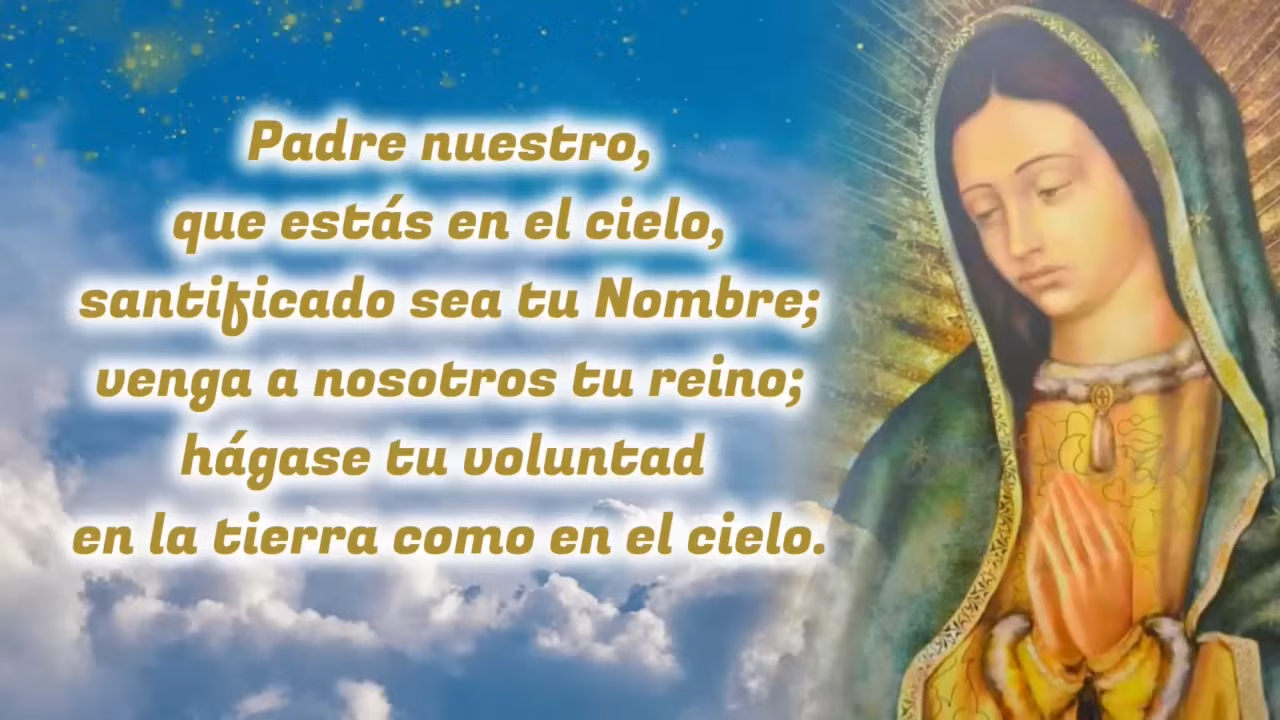 Padre nuestro,
que estás en el cielo,
santificado sea tu Nombre;
venga a nosotros tu reino;
hágase tu voluntad
en la tierra como en el cielo.